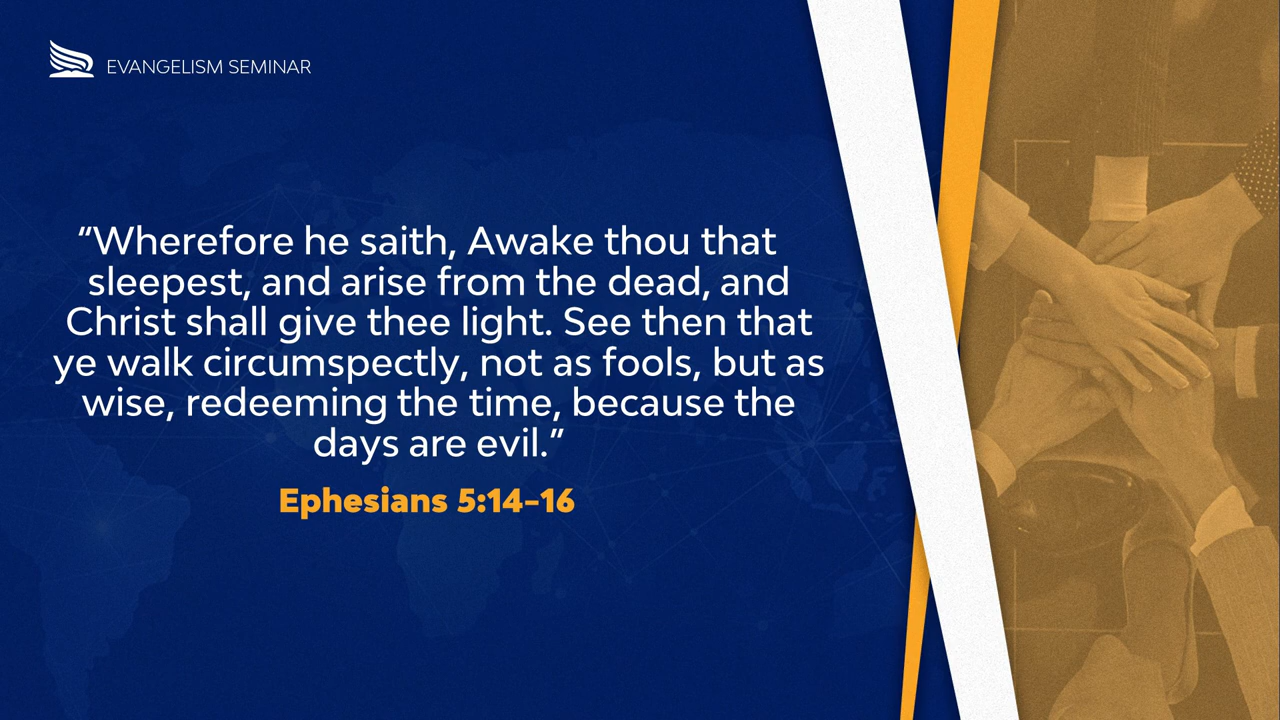 EVANGELISM SEMINAR
“Wherefore he saith, Awake thou that
sleepest, and arise from the dead, and
Christ shall give thee light. See then that
ye walk circumspectly, not as fools, but as
wise, redeeming the time, because the
days are evil.”
Ephesians 5:14–16